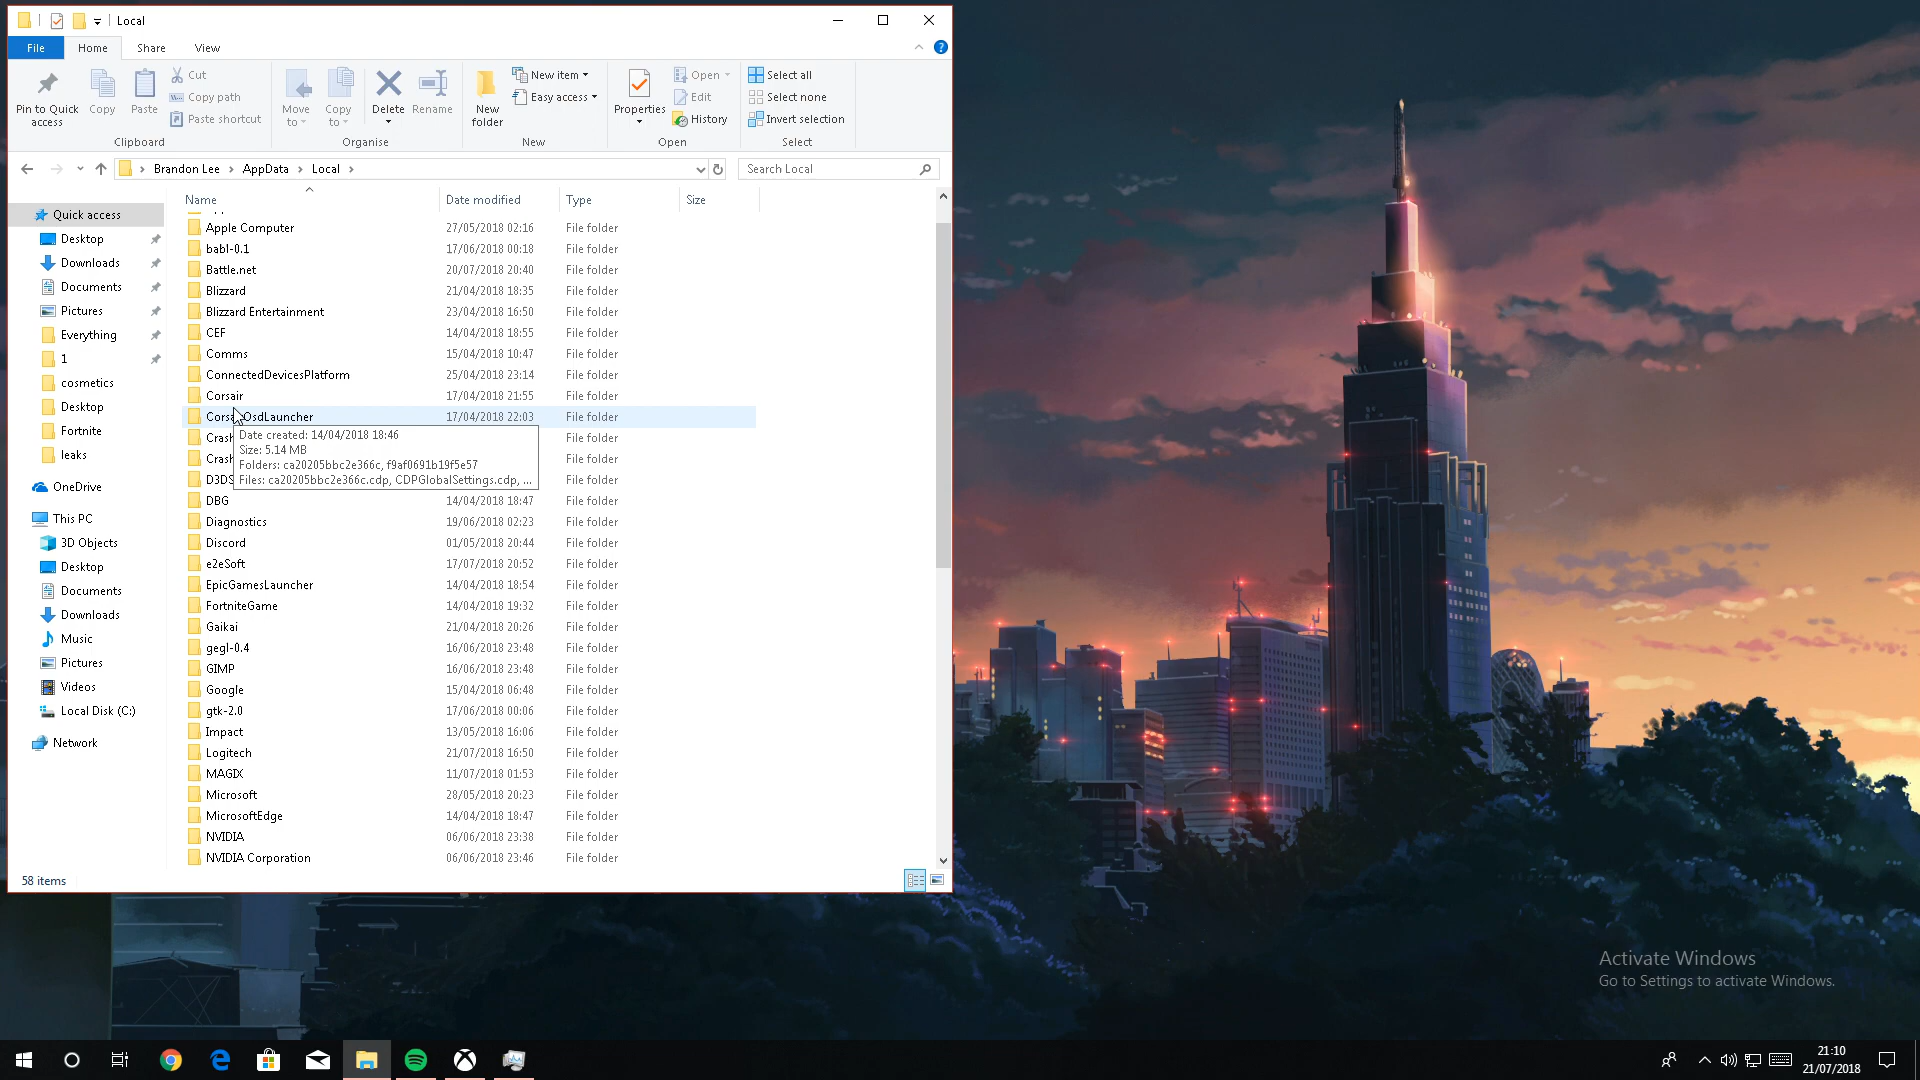 Local
File
Home
Share
View
Pin to Quick access
Copy
Paste
Cut
Copy path
Paste shortcut
Clipboard
Move to
Copy to
Delete
Rename
Organise
New folder
New item
Easy access
New
Properties
Open
Edit
History
Open
Select all
Select none
Invert selection
Select
Brandon Lee > AppData > Local >
Search Local
Name
Date modified
Type
Size
Quick access
Desktop
Downloads
Documents
Pictures
Everything
1
cosmetics
Desktop
Fortnite
leaks
OneDrive
This PC
3D Objects
Desktop
Documents
Downloads
Music
Pictures
Videos
Local Disk (C:)
Network
Apple Computer 27/05/2018 02:16 File folder
babl-0.1 17/06/2018 00:18 File folder
Battle.net 20/07/2018 20:40 File folder
Blizzard 21/04/2018 18:35 File folder
Blizzard Entertainment 23/04/2018 16:50 File folder
CEF 14/04/2018 18:55 File folder
Comms 15/04/2018 10:47 File folder
ConnectedDevicesPlatform 25/04/2018 23:14 File folder
Corsair 17/04/2018 21:55 File folder
OsdLauncher 17/04/2018 22:03 File folder
Crash File folder
Crash File folder
D3DS File folder
Date created: 14/04/2018 18:46
Size: 5.14 MB
Folders: ca20205bbc2e366c, f9af0691b19f5e57
Files: ca20205bbc2e366c.cdp, CDPGlobalSettings.cdp, ...
DBG 14/04/2018 18:47 File folder
Diagnostics 19/06/2018 02:23 File folder
Discord 01/05/2018 20:44 File folder
e2eSoft 17/07/2018 20:52 File folder
EpicGamesLauncher 14/04/2018 18:54 File folder
FortniteGame 14/04/2018 19:32 File folder
Gaikai 21/04/2018 20:26 File folder
gegl-0.4 16/06/2018 23:48 File folder
GIMP 16/06/2018 23:48 File folder
Google 15/04/2018 06:48 File folder
gtk-2.0 17/06/2018 00:06 File folder
Impact 13/05/2018 16:06 File folder
Logitech 21/07/2018 16:50 File folder
MAGIX 11/07/2018 01:53 File folder
Microsoft 28/05/2018 20:23 File folder
MicrosoftEdge 14/04/2018 18:47 File folder
NVIDIA 06/06/2018 23:38 File folder
NVIDIA Corporation 06/06/2018 23:46 File folder
58 items
Activate Windows
Go to Settings to activate Windows.
21:10
21/07/2018